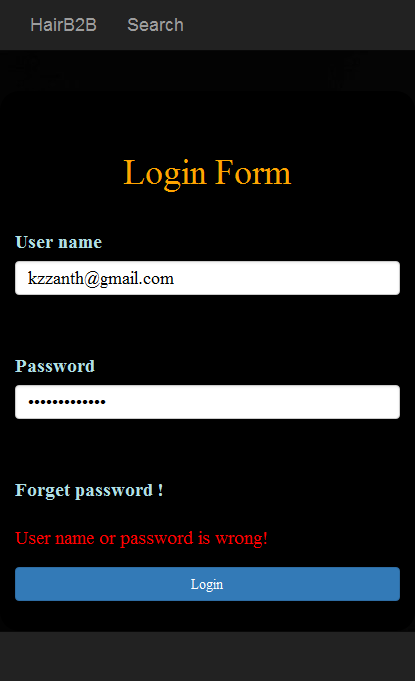 HairB2B Search
Login Form
User name
kzzanth@gmail.com
Password
•••••••••••••
Forget password !
User name or password is wrong!
Login